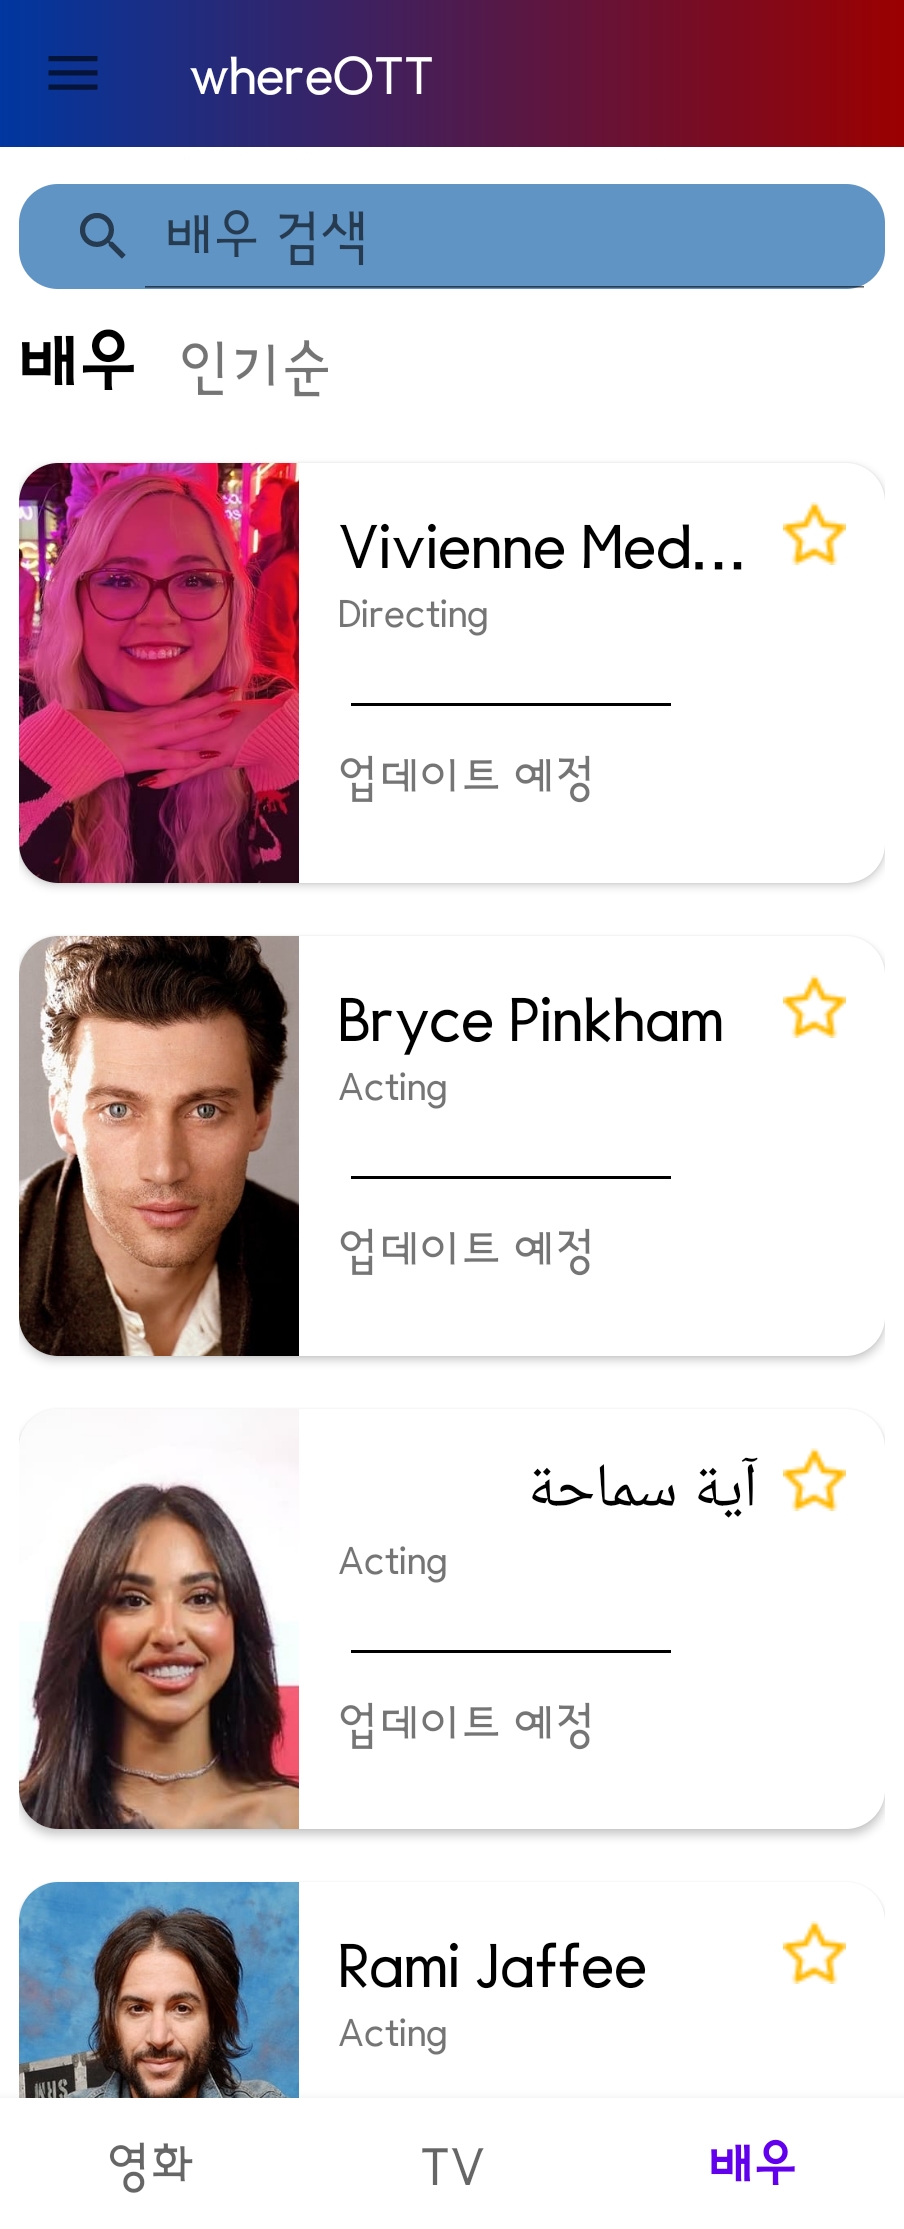 whereOTT
배우 검색
배우 인기순
Vivienne Med...
Directing
업데이트 예정
Bryce Pinkham
Acting
업데이트 예정
آية سماحة
Acting
업데이트 예정
Rami Jaffee
Acting
영화 TV 배우